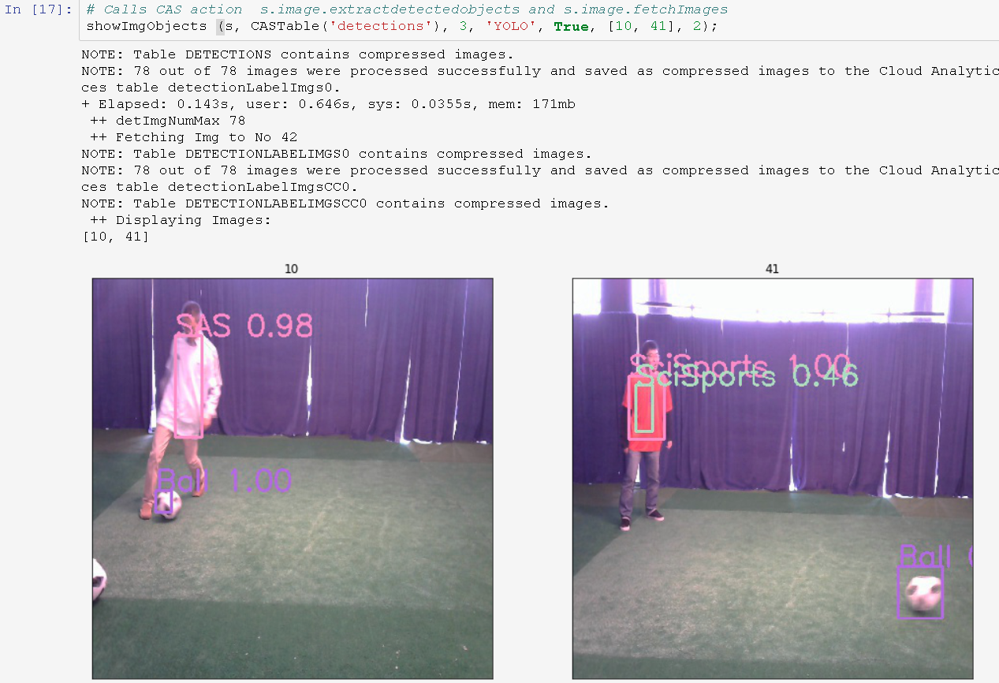 In [17]: # Calls CAS action s.image.extractdetectedobjects and s.image.fetchImages
showImgObjects (s, CASTable('detections'), 3, 'YOLO', True, [10, 41], 2);
NOTE: Table DETECTIONS contains compressed images.
NOTE: 78 out of 78 images were processed successfully and saved as compressed images to the Cloud Analytic
ces table detectionLabelImgs0.
+ Elapsed: 0.143s, user: 0.646s, sys: 0.0355s, mem: 171mb
++ detImgNumMax 78
++ Fetching Img to No 42
NOTE: Table DETECTIONLABELIMGS0 contains compressed images.
NOTE: 78 out of 78 images were processed successfully and saved as compressed images to the Cloud Analytic
ces table detectionLabelImgsCC0.
NOTE: Table DETECTIONLABELIMGSCC0 contains compressed images.
++ Displaying Images:
[10, 41]
10
41
SAS 0.98
SciSports 1.00
SciSports 0.46
Ball 1.00
Ball